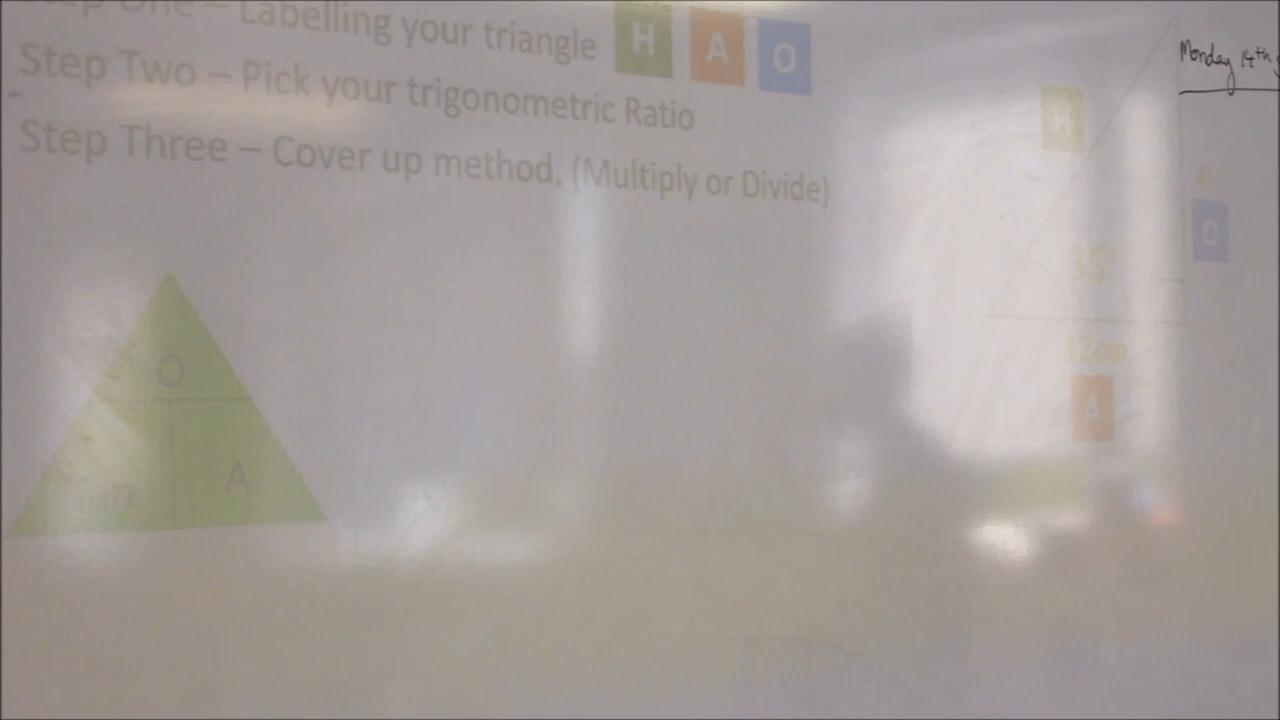 Step One – Labelling your triangle H A O
Step Two – Pick your trigonometric Ratio
Step Three – Cover up method, (Multiply or Divide)
Monday 14th
H
x
O
35°
12cm
A
O
Tan A